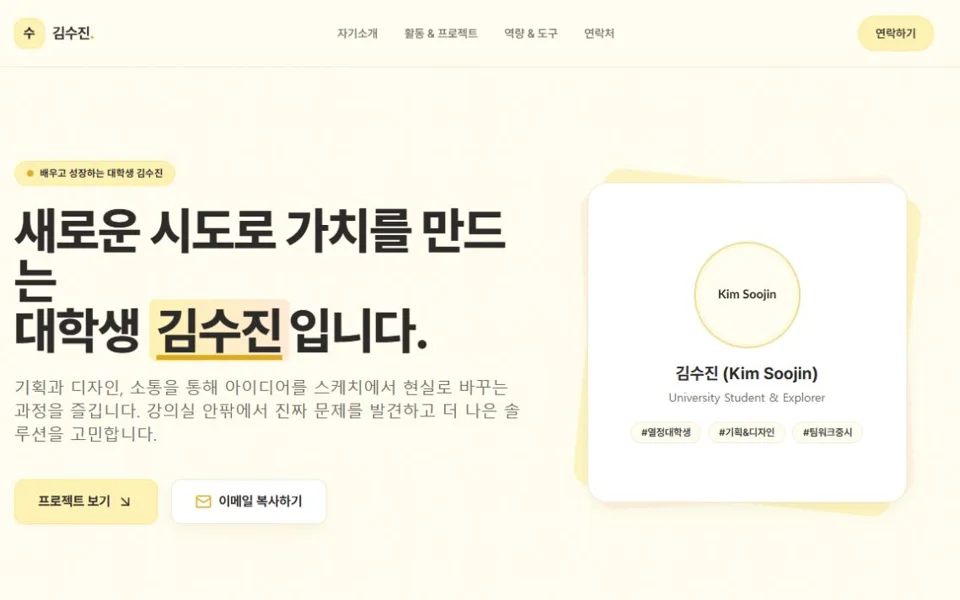 수 김수진.
자기소개 활동 & 프로젝트 역량 & 도구 연락처
연락하기
배우고 성장하는 대학생 김수진
새로운 시도로 가치를 만드
는
대학생 김수진입니다.
기획과 디자인, 소통을 통해 아이디어를 스케치에서 현실로 바꾸는
과정을 즐깁니다. 강의실 안팎에서 진짜 문제를 발견하고 더 나은 솔
루션을 고민합니다.
프로젝트 보기 이메일 복사하기
Kim Soojin
김수진 (Kim Soojin)
University Student & Explorer
#열정대학생 #기획&디자인 #팀워크중시